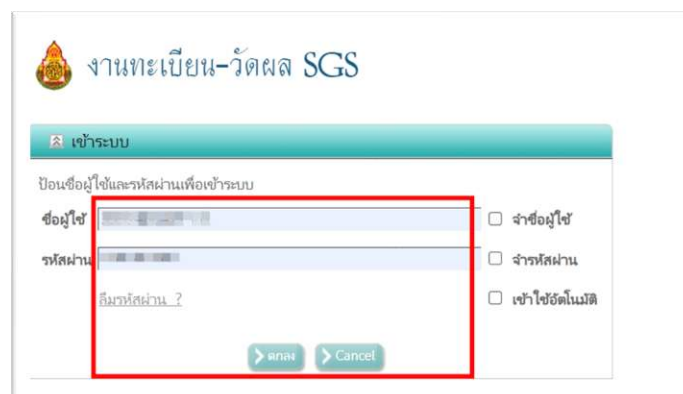 งานทะเบียน-วัดผล SGS
เข้าระบบ
ป้อนชื่อผู้ใช้และรหัสผ่านเพื่อเข้าระบบ
ชื่อผู้ใช้ จำชื่อผู้ใช้
รหัสผ่าน จำรหัสผ่าน
ลืมรหัสผ่าน ? เข้าใช้อัตโนมัติ
ตกลง Cancel